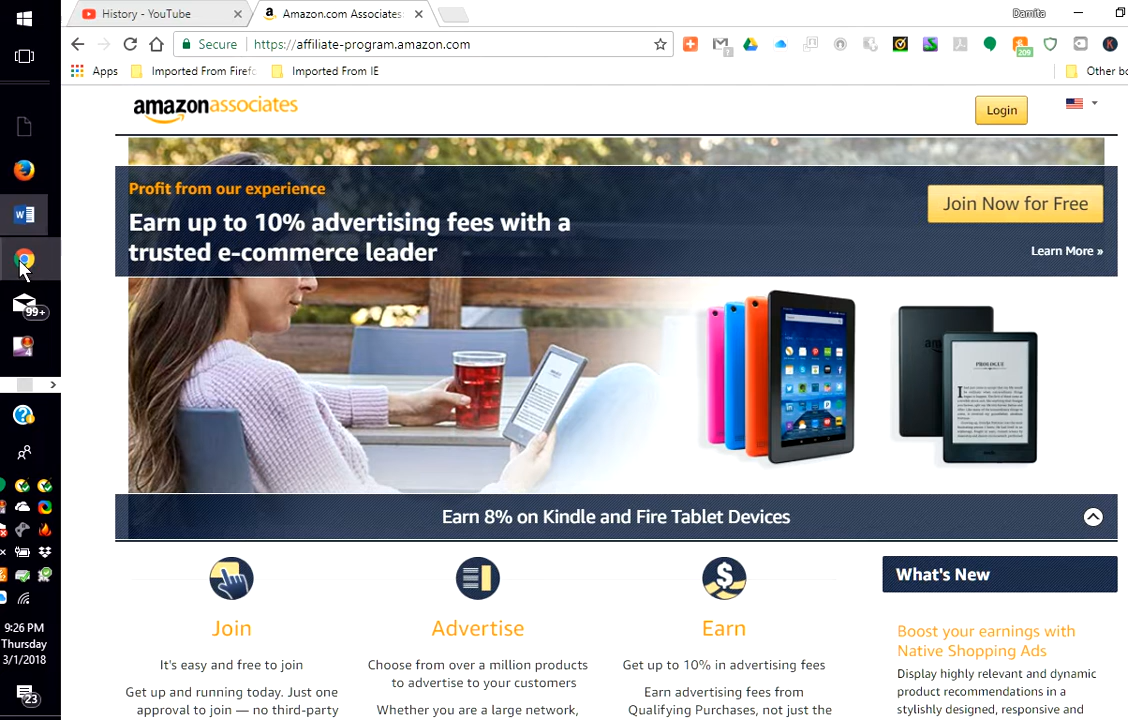 History - YouTube
Amazon.com Associates:
Damita
Secure
https://affiliate-program.amazon.com
?
209
K
Apps
Imported From Firefo
Imported From IE
Other bo
amazonassociates
Login
Profit from our experience
Earn up to 10% advertising fees with a
trusted e-commerce leader
Join Now for Free
Learn More »
99+
4
PROLOGUE
Earn 8% on Kindle and Fire Tablet Devices
Join
It's easy and free to join
Get up and running today. Just one
approval to join — no third-party
Advertise
Choose from over a million products
to advertise to your customers
Whether you are a large network,
Earn
Get up to 10% in advertising fees
Earn advertising fees from
Qualifying Purchases, not just the
What's New
Boost your earnings with
Native Shopping Ads
Display highly relevant and dynamic
product recommendations in a
stylishly designed, responsive and
9:26 PM
Thursday
3/1/2018
23